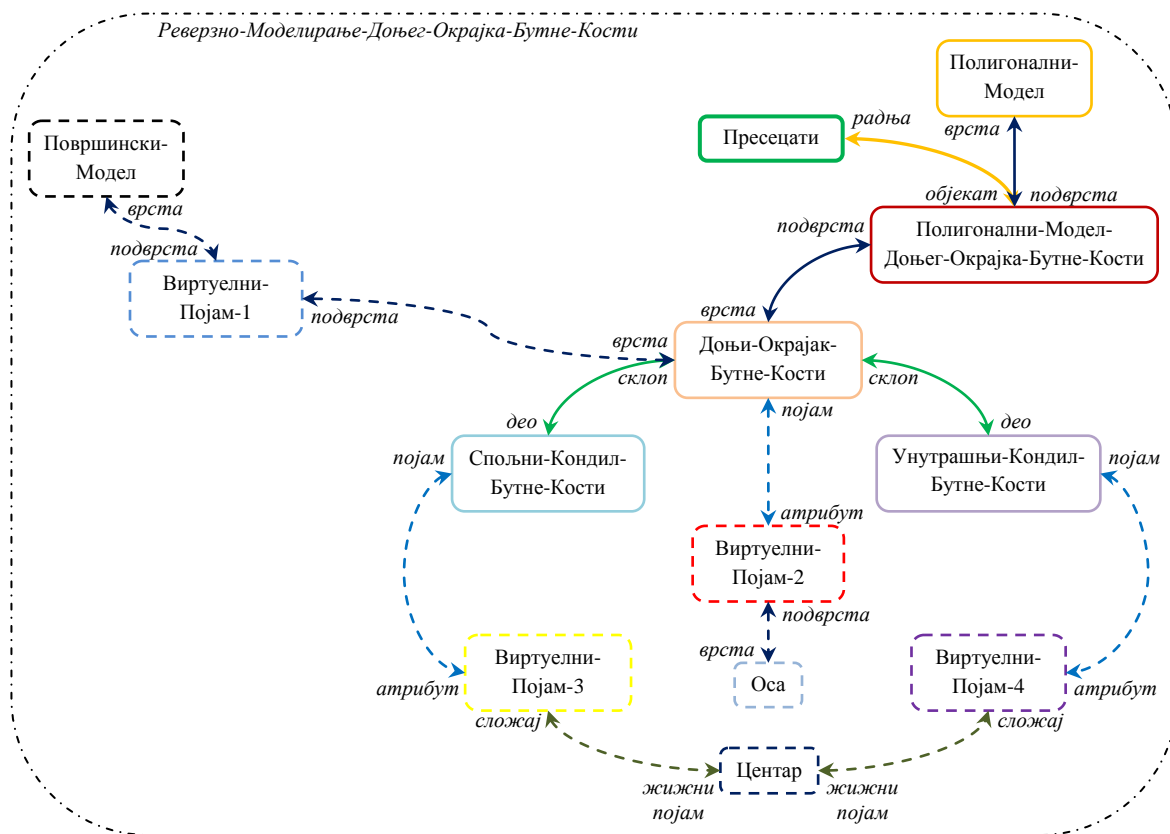 Реверзно-Моделирање-Доњег-Окрајка-Бутне-Кости
Полигонални-
Модел
Пресецати
радња
врста
Површински-
Модел
врста
подврста
објекат
подврста
Полигонални-Модел-
Доњег-Окрајка-Бутне-Кости
подврста
Виртуелни-
Појам-1
подврста
врста
врста
Доњи-Окрајак-
Бутне-Кости
склоп
склоп
појам
део
део
појам
Спољни-Кондил-
Бутне-Кости
Унутрашњи-Кондил-
Бутне-Кости
појам
атрибут
Виртуелни-
Појам-2
подврста
врста
Виртуелни-
Појам-3
атрибут
Оса
Виртуелни-
Појам-4
атрибут
сложај
сложај
Центар
жижни
појам
жижни
појам